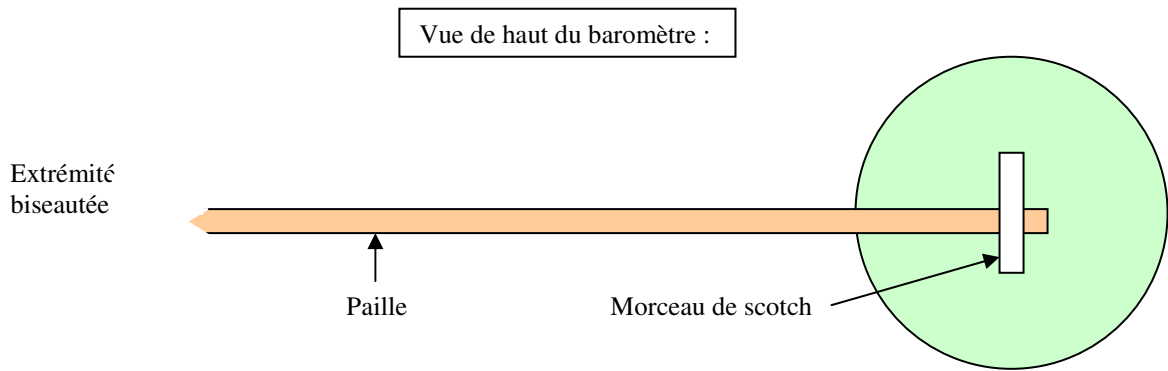 Vue de haut du baromètre :
Extrémité
biseautée
Paille
Morceau de scotch